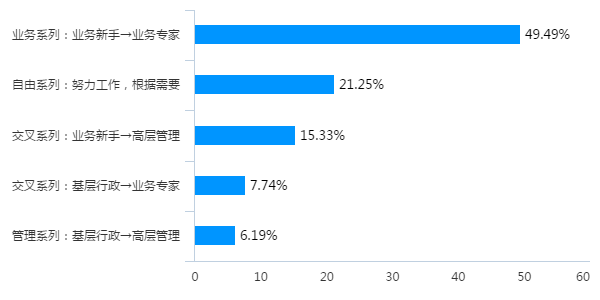 业务系列：业务新手→业务专家 49.49%
自由系列：努力工作，根据需要 21.25%
交叉系列：业务新手→高层管理 15.33%
交叉系列：基层行政→业务专家 7.74%
管理系列：基层行政→高层管理 6.19%
0 10 20 30 40 50 60